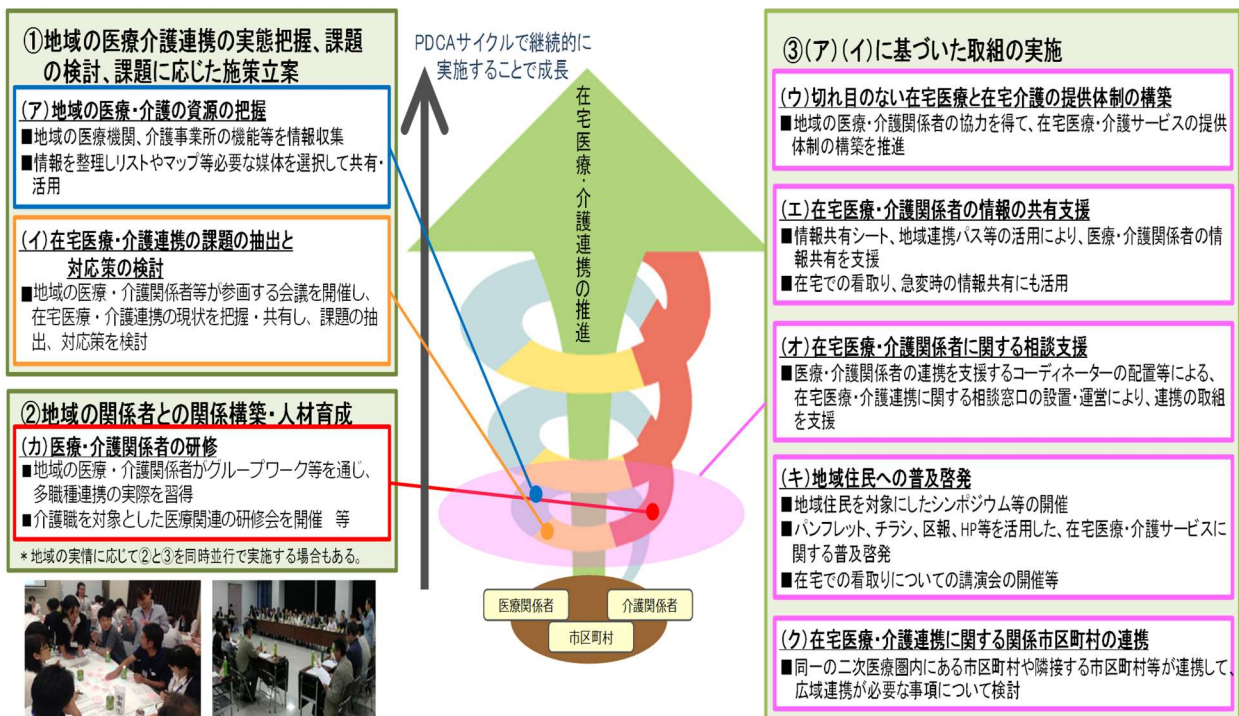 ①地域の医療介護連携の実態把握、課題
の検討、課題に応じた施策立案
(ア)地域の医療・介護の資源の把握
■地域の医療機関、介護事業所の機能等を情報収集
■情報を整理しリストやマップ等必要な媒体を選択して共有・
活用
(イ)在宅医療・介護連携の課題の抽出と
対応策の検討
■地域の医療・介護関係者等が参画する会議を開催し、
在宅医療・介護連携の現状を把握・共有し、課題の抽
出、対応策を検討
②地域の関係者との関係構築・人材育成
(カ)医療・介護関係者の研修
■地域の医療・介護関係者がグループワーク等を通じ、
多職種連携の実際を習得
■介護職を対象とした医療関連の研修会を開催　等
*地域の実情に応じて②と③を同時並行で実施する場合もある。
PDCAサイクルで継続的に
実施することで成長
在宅医療・介護連携の推進
医療関係者
介護関係者
市区町村
③(ア)(イ)に基づいた取組の実施
(ウ)切れ目のない在宅医療と在宅介護の提供体制の構築
■地域の医療・介護関係者の協力を得て、在宅医療・介護サービスの提供
体制の構築を推進
(エ)在宅医療・介護関係者の情報の共有支援
■情報共有シート、地域連携パス等の活用により、医療・介護関係者の情
報共有を支援
■在宅での看取り、急変時の情報共有にも活用
(オ)在宅医療・介護関係者に関する相談支援
■医療・介護関係者の連携を支援するコーディネーターの配置等による、
在宅医療・介護連携に関する相談窓口の設置・運営により、連携の取組
を支援
(キ)地域住民への普及啓発
■地域住民を対象にしたシンポジウム等の開催
■パンフレット、チラシ、区報、HP等を活用した、在宅医療・介護サービスに
関する普及啓発
■在宅での看取りについての講演会の開催等
(ク)在宅医療・介護連携に関する関係市区町村の連携
■同一の二次医療圏内にある市区町村や隣接する市区町村等が連携して、
広域連携が必要な事項について検討